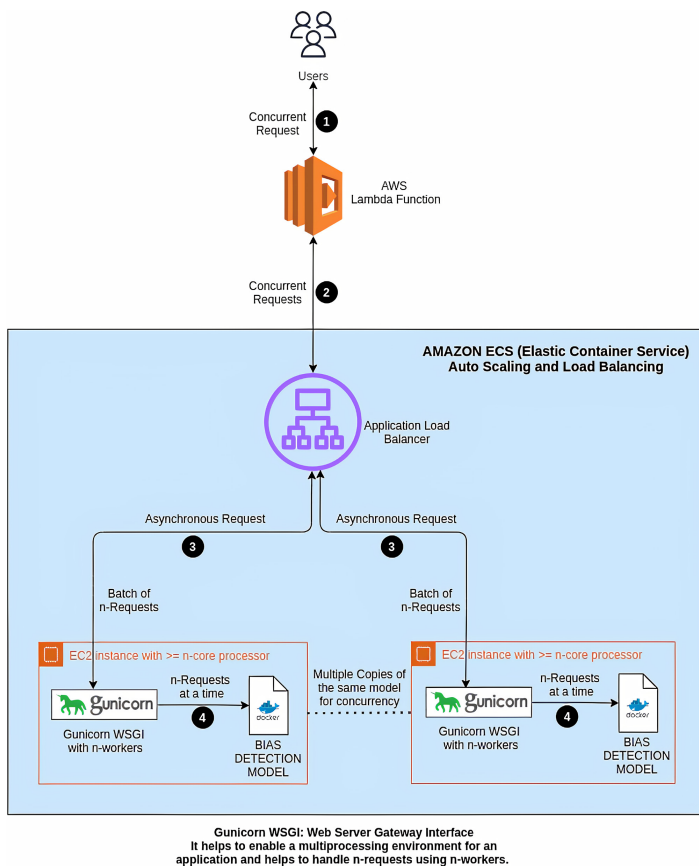 Users
Concurrent
Request
1
AWS
Lambda Function
Concurrent
Requests
2
AMAZON ECS (Elastic Container Service)
Auto Scaling and Load Balancing
Application Load
Balancer
Asynchronous Request
3
Asynchronous Request
3
Batch of
n-Requests
Batch of
n-Requests
EC2 instance with >= n-core processor
n-Requests
at a time
gunicorn
4
docker
Gunicorn WSGI
with n-workers
BIAS
DETECTION
MODEL
Multiple Copies of
the same model
for concurrency
EC2 instance with >= n-core processor
n-Requests
at a time
gunicorn
4
docker
Gunicorn WSGI
with n-workers
BIAS
DETECTION
MODEL
Gunicorn WSGI: Web Server Gateway Interface
It helps to enable a multiprocessing environment for an
application and helps to handle n-requests using n-workers.